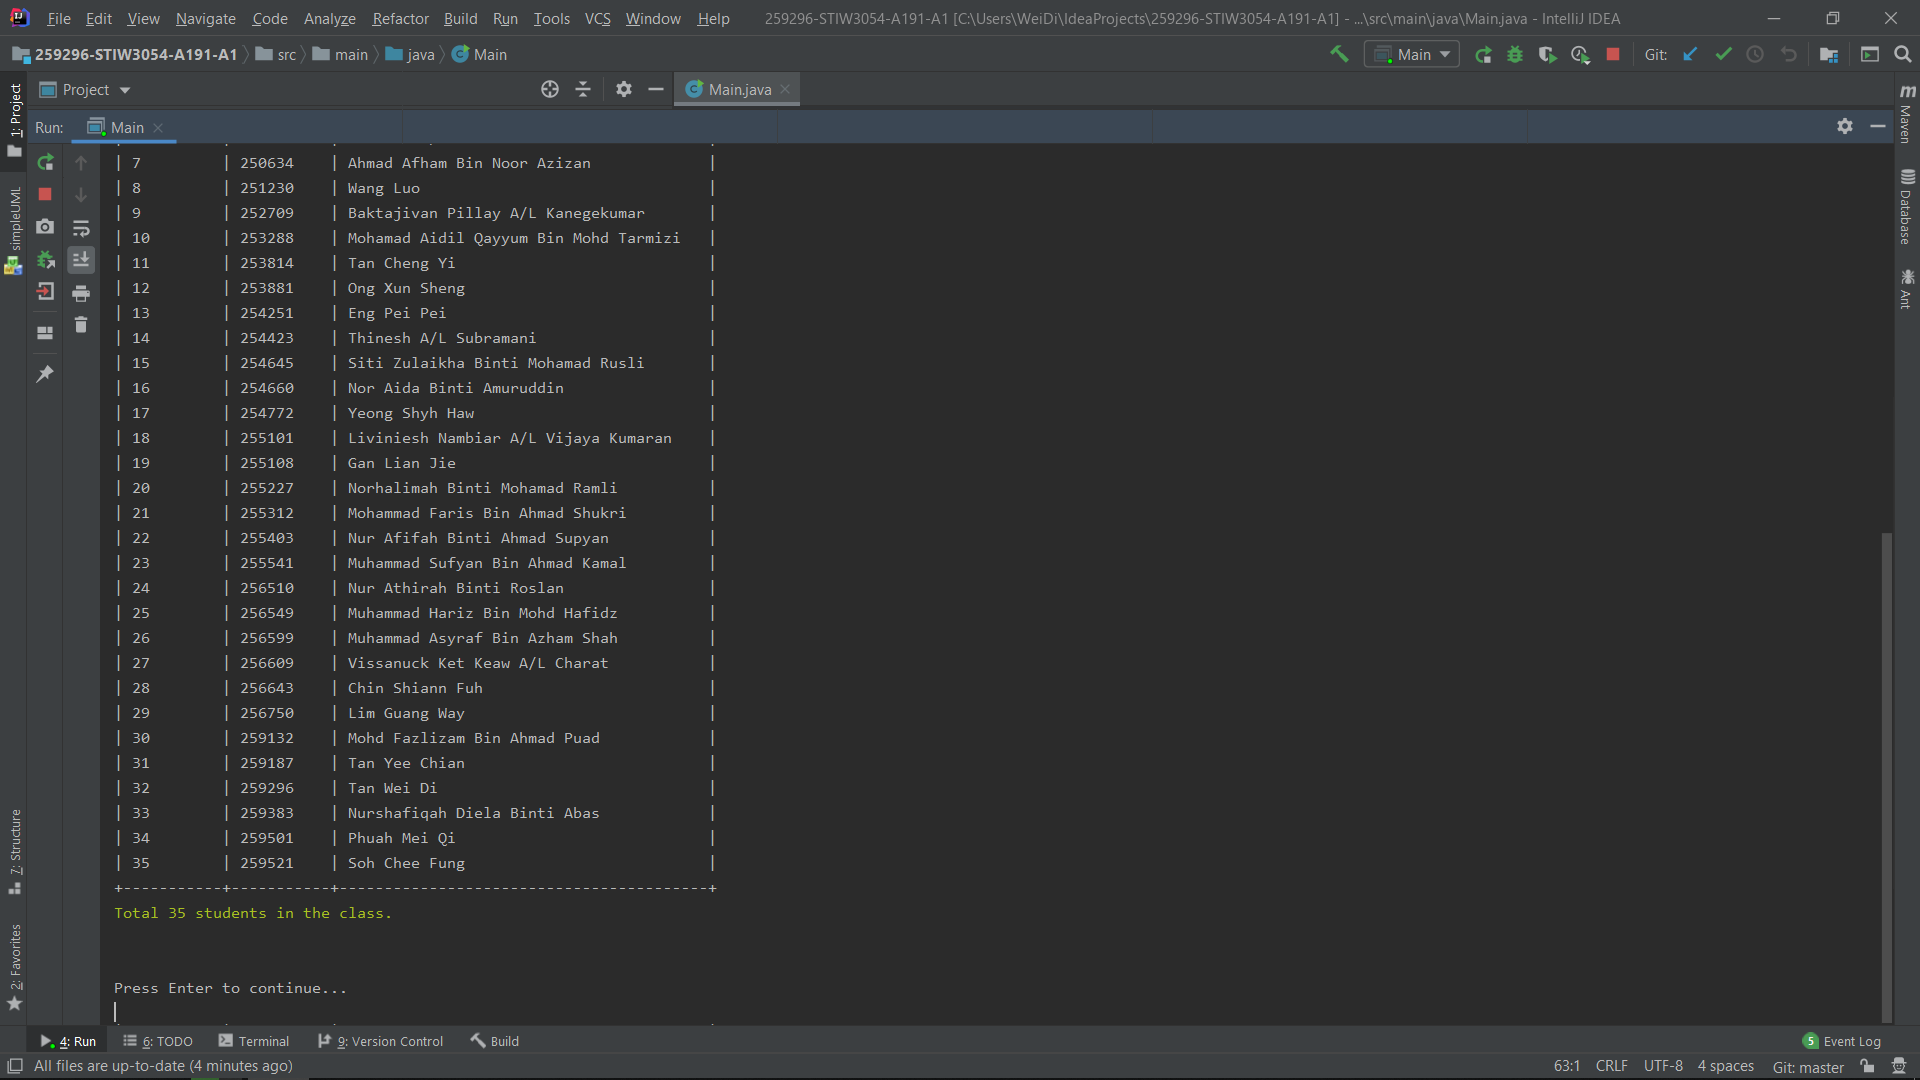 File Edit View Navigate Code Analyze Refactor Build Run Tools VCS Window Help 259296-STIW3054-A191-A1 [C:\Users\WeiDi\IdeaProjects\259296-STIW3054-A191-A1] - ...\src\main\java\Main.java - IntelliJ IDEA
259296-STIW3054-A191-A1 src main java Main Main Git:
Project Main.java
Run: Main
1: Project
simpleUML
7: Structure
2: Favorites
Maven
Database
Ant
| 7 | 250634 | Ahmad Afham Bin Noor Azizan |
| 8 | 251230 | Wang Luo |
| 9 | 252709 | Baktajivan Pillay A/L Kanegekumar |
| 10 | 253288 | Mohamad Aidil Qayyum Bin Mohd Tarmizi |
| 11 | 253814 | Tan Cheng Yi |
| 12 | 253881 | Ong Xun Sheng |
| 13 | 254251 | Eng Pei Pei |
| 14 | 254423 | Thinesh A/L Subramani |
| 15 | 254645 | Siti Zulaikha Binti Mohamad Rusli |
| 16 | 254660 | Nor Aida Binti Amuruddin |
| 17 | 254772 | Yeong Shyh Haw |
| 18 | 255101 | Liviniesh Nambiar A/L Vijaya Kumaran |
| 19 | 255108 | Gan Lian Jie |
| 20 | 255227 | Norhalimah Binti Mohamad Ramli |
| 21 | 255312 | Mohammad Faris Bin Ahmad Shukri |
| 22 | 255403 | Nur Afifah Binti Ahmad Supyan |
| 23 | 255541 | Muhammad Sufyan Bin Ahmad Kamal |
| 24 | 256510 | Nur Athirah Binti Roslan |
| 25 | 256549 | Muhammad Hariz Bin Mohd Hafidz |
| 26 | 256599 | Muhammad Asyraf Bin Azham Shah |
| 27 | 256609 | Vissanuck Ket Keaw A/L Charat |
| 28 | 256643 | Chin Shiann Fuh |
| 29 | 256750 | Lim Guang Way |
| 30 | 259132 | Mohd Fazlizam Bin Ahmad Puad |
| 31 | 259187 | Tan Yee Chian |
| 32 | 259296 | Tan Wei Di |
| 33 | 259383 | Nurshafiqah Diela Binti Abas |
| 34 | 259501 | Phuah Mei Qi |
| 35 | 259521 | Soh Chee Fung |
+-----------+-----------+-----------------------------------------+
Total 35 students in the class.
Press Enter to continue...
4: Run 6: TODO Terminal 9: Version Control Build 5 Event Log
All files are up-to-date (4 minutes ago) 63:1 CRLF UTF-8 4 spaces Git: master